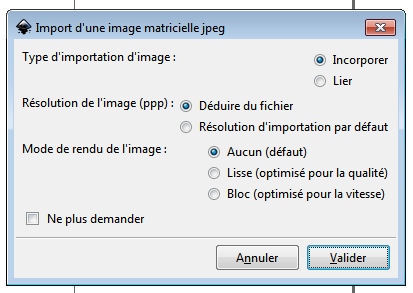 Import d'une image matricielle jpeg
Type d'importation d'image :
Incorporer
Lier
Résolution de l'image (ppp) :
Déduire du fichier
Résolution d'importation par défaut
Mode de rendu de l'image :
Aucun (défaut)
Lisse (optimisé pour la qualité)
Bloc (optimisé pour la vitesse)
Ne plus demander
Annuler
Valider